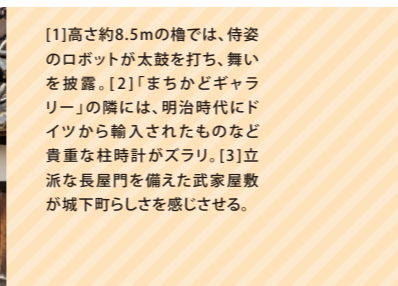 [1]高さ約8.5mの櫓では、侍姿
のロボットが太鼓を打ち、舞い
を披露。[2]「まちかどギャラ
リー」の隣には、明治時代にド
イツから輸入されたものなど
貴重な柱時計がズラリ。[3]立
派な長屋門を備えた武家屋敷
が城下町らしさを感じさせる。